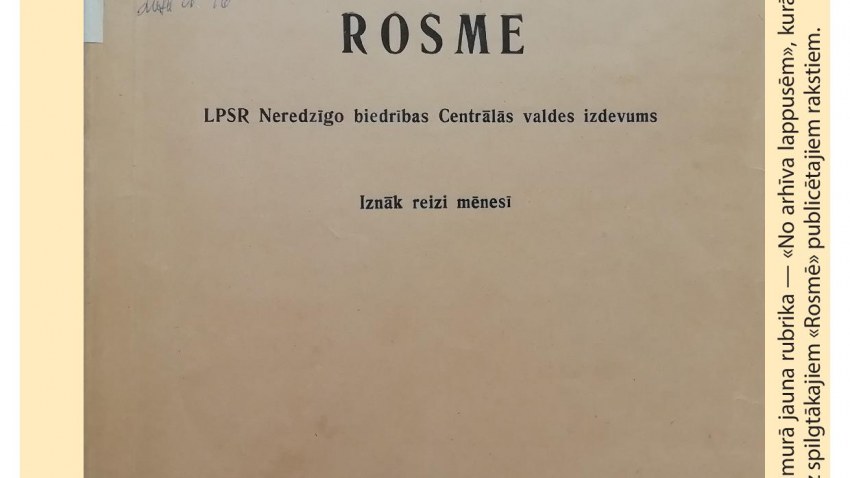 ROSME
LPSR Neredzīgo biedrības Centrālās valdes izdevums
Iznāk reizi mēnesī
jauna rubrika — «No arhīva lappusēm», kurā
spilgtākajiem «Rosmē» publicētajiem rakstiem.